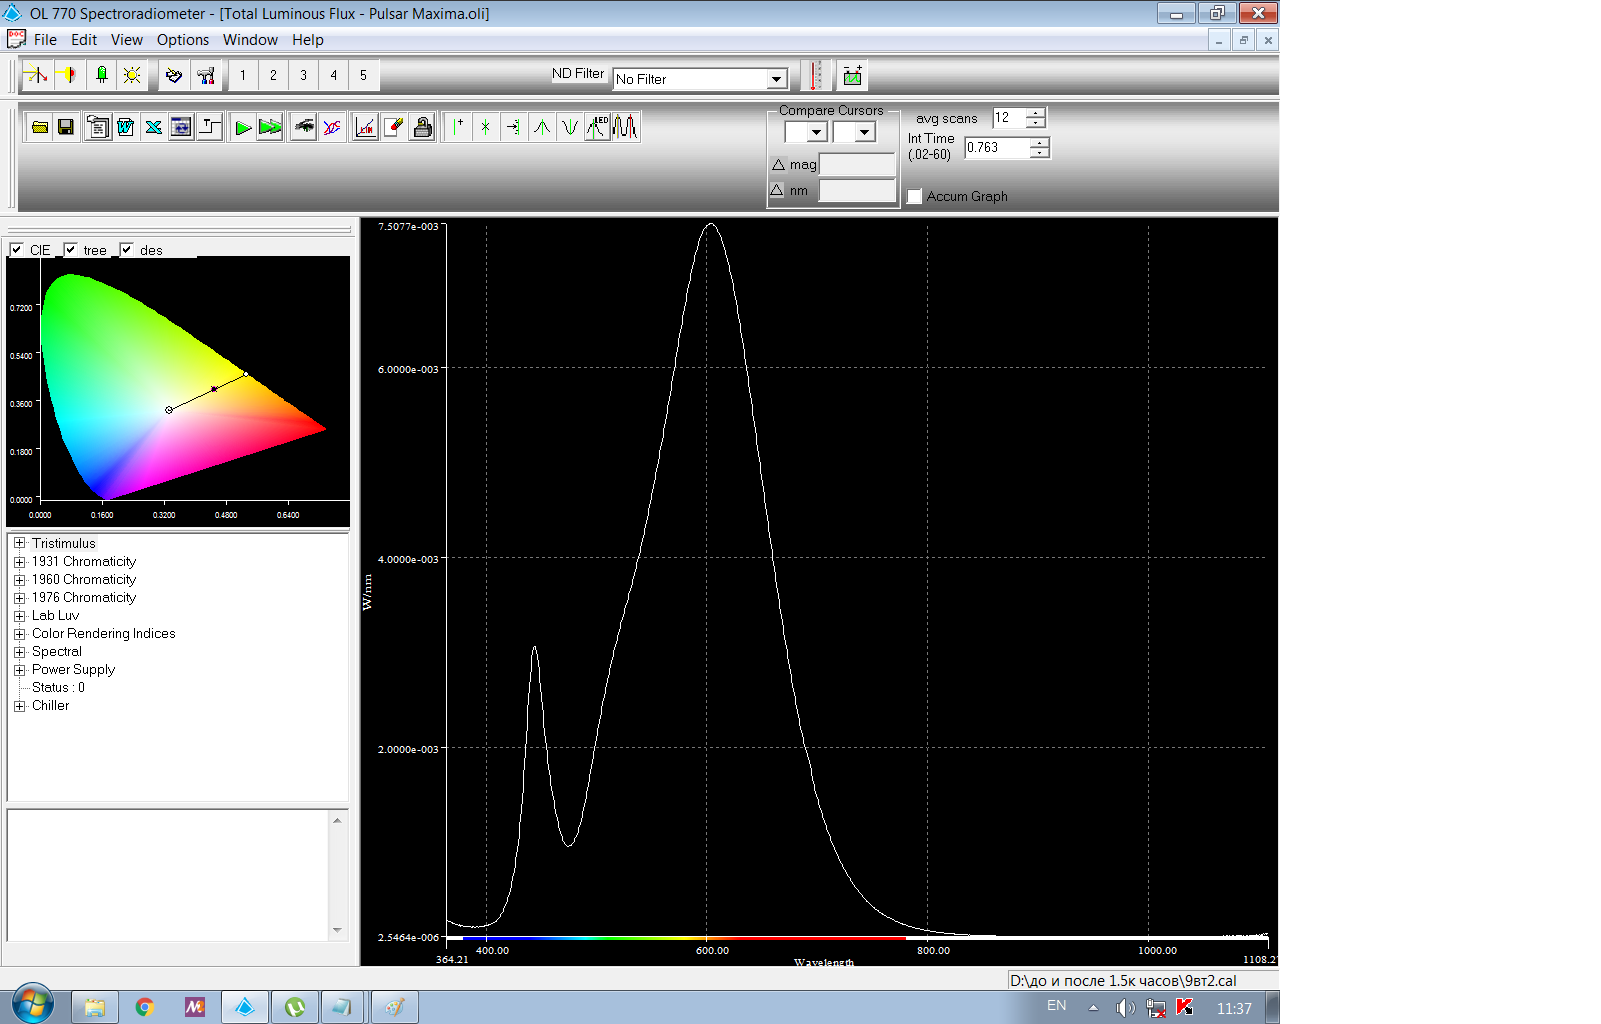 OL 770 Spectroradiometer - [Total Luminous Flux - Pulsar Maxima.oli]
File Edit View Options Window Help
1 2 3 4 5
ND Filter No Filter
Compare Cursors
mag
nm
avg scans 12
Int Time
(.02-60) 0.763
Accum Graph
CIE tree des
0.7200
0.5400
0.3600
0.1800
0.0000
0.0000 0.1600 0.3200 0.4800 0.6400
Tristimulus
1931 Chromaticity
1960 Chromaticity
1976 Chromaticity
Lab Luv
Color Rendering Indices
Spectral
Power Supply
Status : 0
Chiller
7.5077e-003
6.0000e-003
4.0000e-003
W/nm
2.0000e-003
2.5464e-006
400.00 600.00 800.00 1000.00
364.21 Wavelength 1108.2
D:\до и после 1.5к часов\9вт2.cal
EN 11:37